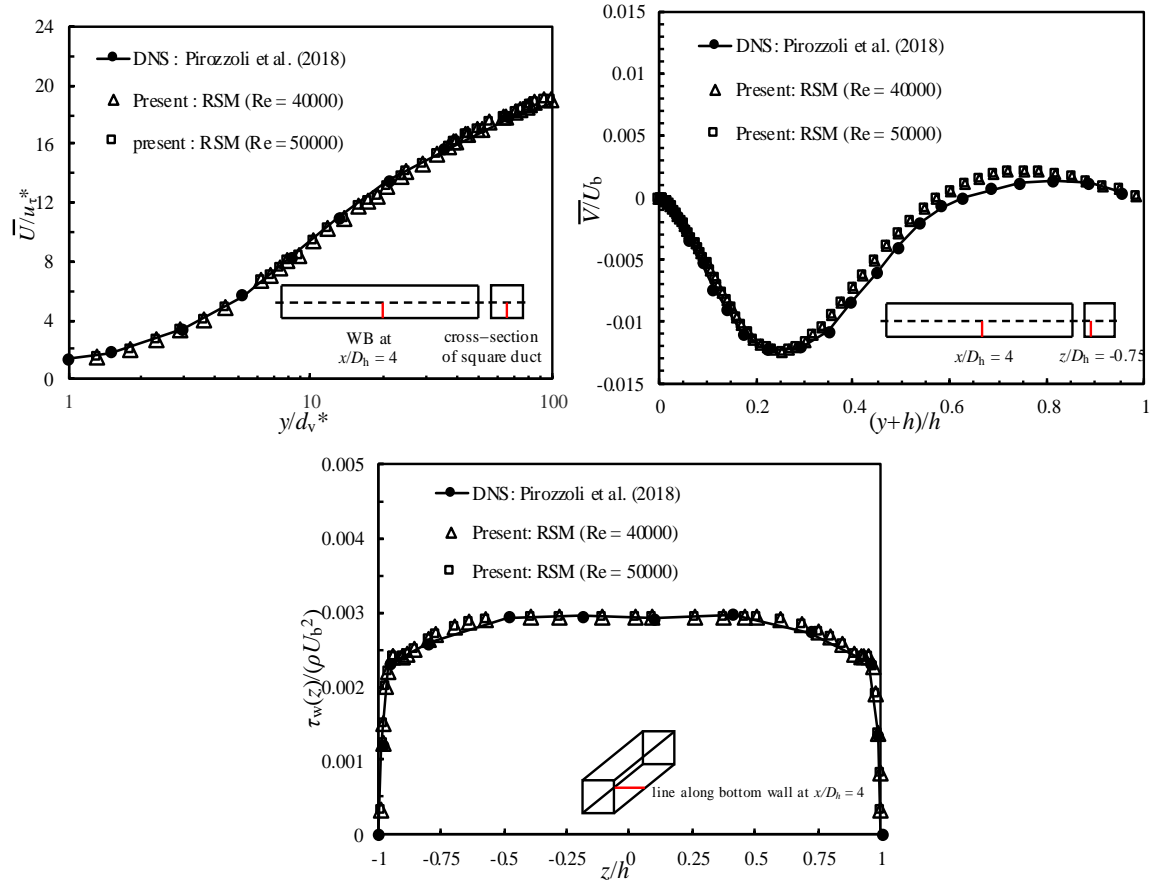 24
20
16
12
8
4
0
U/uτ*
DNS : Pirozzoli et al. (2018)
Present : RSM (Re = 40000)
present : RSM (Re = 50000)
WB at
x/Dh = 4
cross−section
of square duct
1
10
100
y/dv*
0.015
0.01
0.005
0
-0.005
-0.01
-0.015
V/Ub
DNS : Pirozzoli et al. (2018)
Present: RSM (Re = 40000)
Present: RSM (Re = 50000)
x/Dh = 4
z/Dh = -0.75
0
0.2
0.4
0.6
0.8
1
(y+h)/h
0.005
0.004
0.003
0.002
0.001
0
τw(z)/(ρUb²)
DNS : Pirozzoli et al. (2018)
Present: RSM (Re = 40000)
Present: RSM (Re = 50000)
line along bottom wall at x/Dh = 4
-1
-0.75
-0.5
-0.25
0
0.25
0.5
0.75
1
z/h